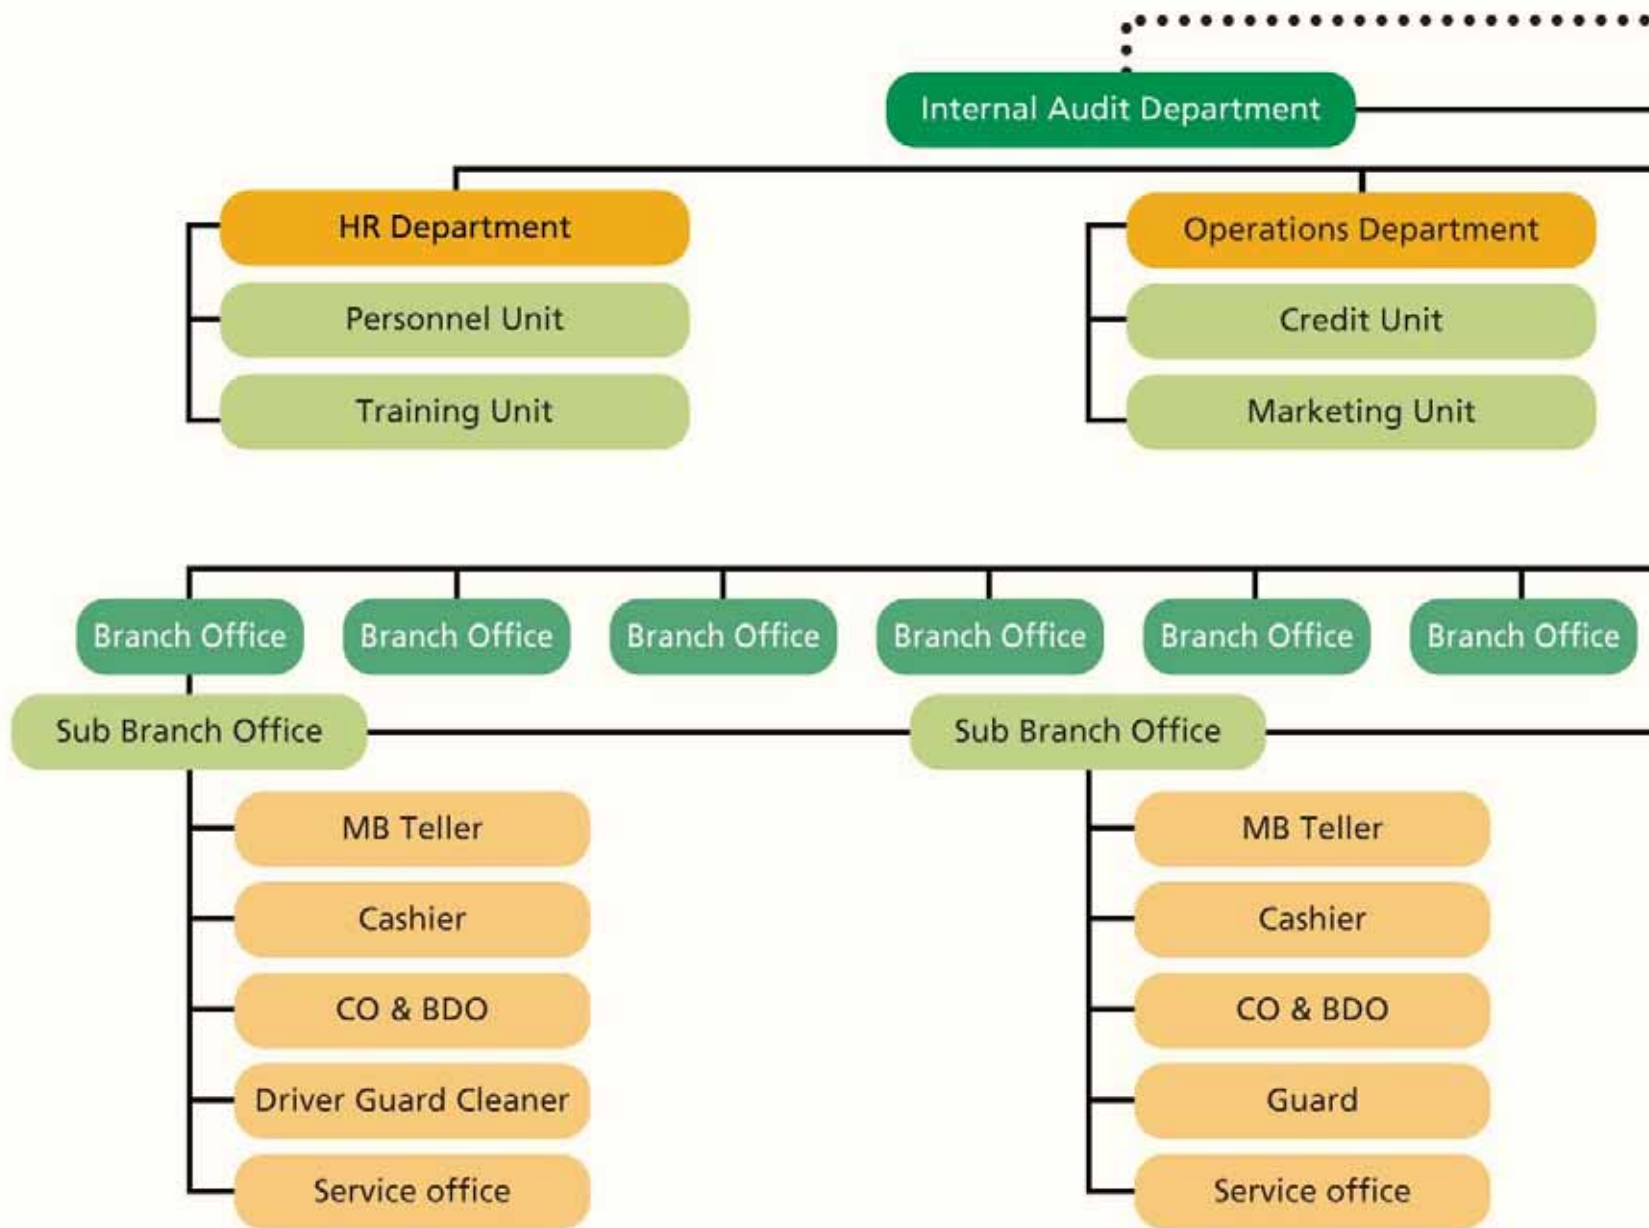 Internal Audit Department
HR Department
Operations Department
Personnel Unit
Credit Unit
Training Unit
Marketing Unit
Branch Office
Branch Office
Branch Office
Branch Office
Branch Office
Branch Office
Sub Branch Office
Sub Branch Office
MB Teller
Cashier
CO & BDO
Driver Guard Cleaner
Service office
MB Teller
Cashier
CO & BDO
Guard
Service office